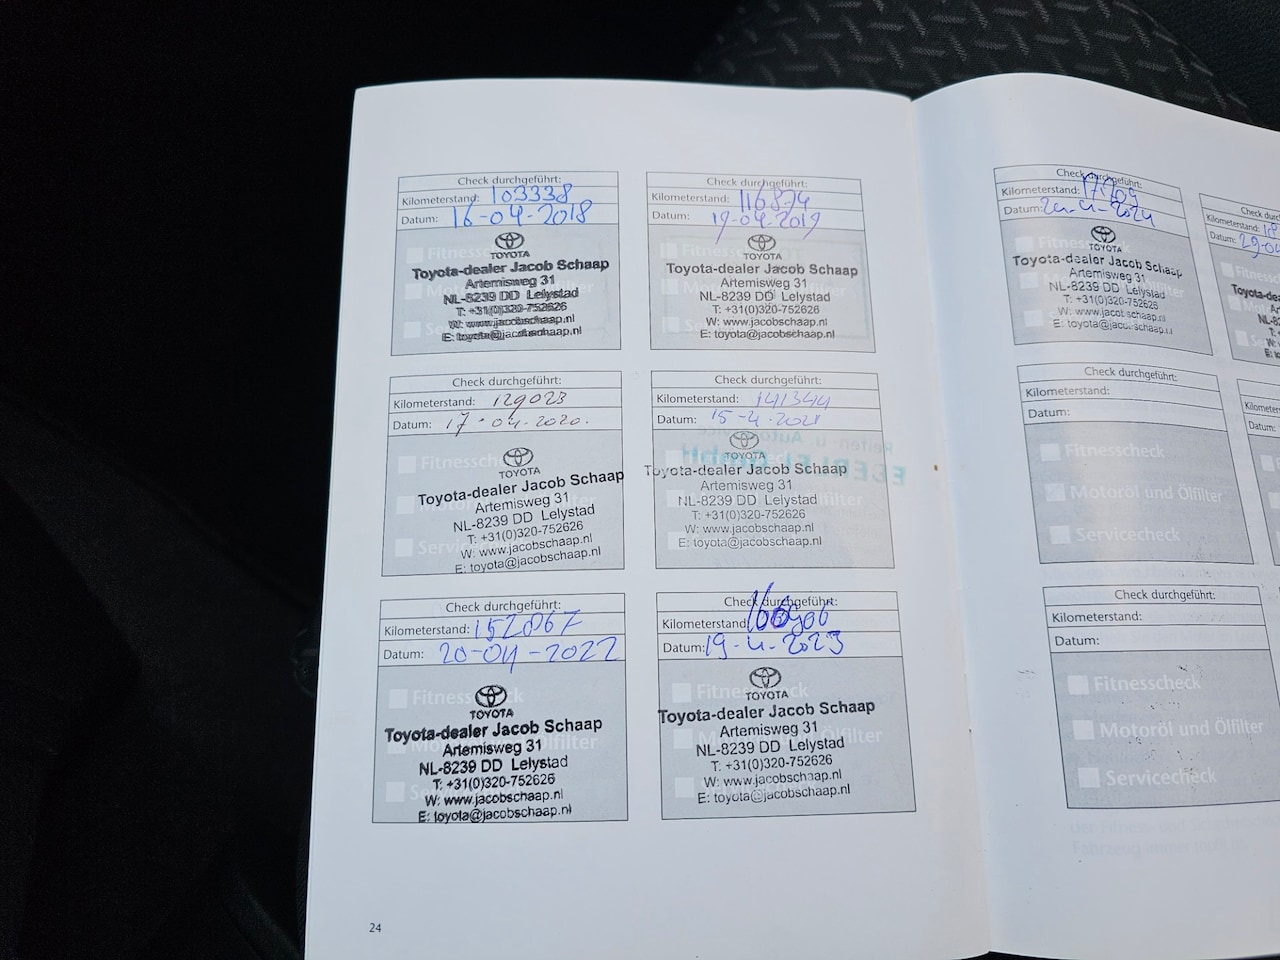 Check durchgeführt:
Kilometerstand: 103338
Datum: 16-04-2018
Fitnesscheck
TOYOTA
Toyota-dealer Jacob Schaap
Artemisweg 31
NL-8239 DD Lelystad
T: +31(0)320-752626
W: www.jacobschaap.nl
E: toyota@jacobschaap.nl
Check durchgeführt:
Kilometerstand: 116874
Datum: 19-04-2019
TOYOTA
Toyota-dealer Jacob Schaap
Artemisweg 31
NL-8239 DD Lelystad
T: +31(0)320-752626
W: www.jacobschaap.nl
E: toyota@jacobschaap.nl
Check durchgeführt:
Kilometerstand: 129023
Datum: 17-04-2020.
Fitnesscheck
TOYOTA
Toyota-dealer Jacob Schaap
Artemisweg 31
NL-8239 DD Lelystad
T: +31(0)320-752626
W: www.jacobschaap.nl
E: toyota@jacobschaap.nl
Check durchgeführt:
Kilometerstand: 141344
Datum: 15-4-2021
TOYOTA
Toyota-dealer Jacob Schaap
Artemisweg 31
NL-8239 DD Lelystad
T: +31(0)320-752626
W: www.jacobschaap.nl
E: toyota@jacobschaap.nl
Check durchgeführt:
Kilometerstand: 152867
Datum: 20-04-2022
Fitnesscheck
TOYOTA
Toyota-dealer Jacob Schaap
Artemisweg 31
NL-8239 DD Lelystad
T: +31(0)320-752626
W: www.jacobschaap.nl
E: toyota@jacobschaap.nl
Check durchgeführt:
Kilometerstand:
Datum: 19-4-2023
Fitnesscheck
TOYOTA
Toyota-dealer Jacob Schaap
Artemisweg 31
NL-8239 DD Lelystad
T: +31(0)320-752626
W: www.jacobschaap.nl
E: toyota@jacobschaap.nl
24
Check durchgeführt:
Kilometerstand:
Datum:
Fitnesscheck
TOYOTA
Toyota-dealer Jacob Schaap
Artemisweg 31
NL-8239 DD Lelystad
T: +31(0)320-752626
W: www.jacobschaap.nl
E: toyota@jacobschaap.nl
Check durchgeführt:
Kilometerstand:
Datum:
Fitnesscheck
Motoröl und Ölfilter
Servicecheck
Check durchgeführt:
Kilometerstand:
Datum:
Fitnesscheck
Motoröl und Ölfilter
Servicecheck
Kilometerstand:
Datum: